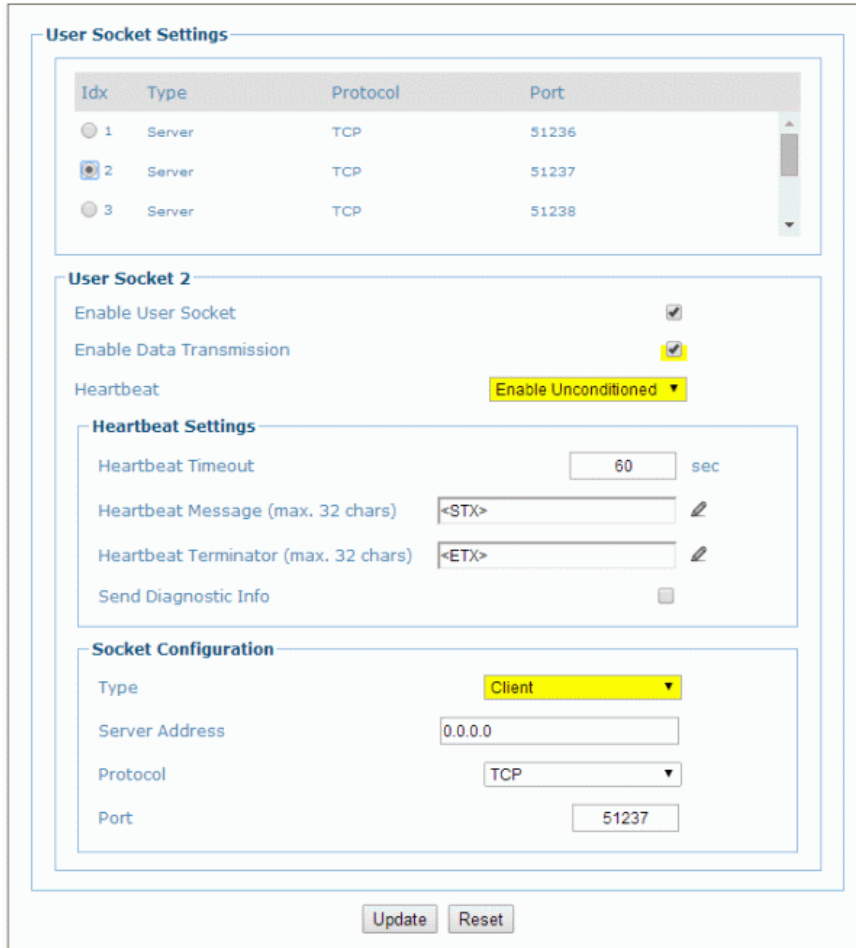 User Socket Settings
Idx Type Protocol Port
1 Server TCP 51236
2 Server TCP 51237
3 Server TCP 51238
User Socket 2
Enable User Socket
Enable Data Transmission
Heartbeat Enable Unconditioned
Heartbeat Settings
Heartbeat Timeout 60 sec
Heartbeat Message (max. 32 chars) <STX>
Heartbeat Terminator (max. 32 chars) <ETX>
Send Diagnostic Info
Socket Configuration
Type Client
Server Address 0.0.0.0
Protocol TCP
Port 51237
Update Reset